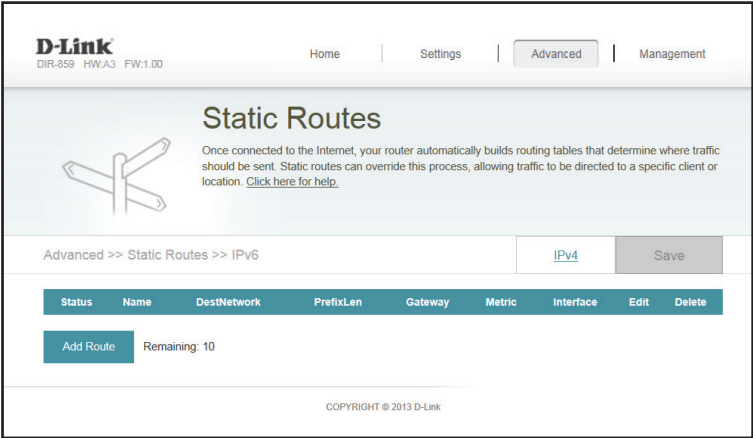 D-Link
DIR-859 HW:A3 FW:1.00
Home
Settings
Advanced
Management
Static Routes
Once connected to the Internet, your router automatically builds routing tables that determine where traffic
should be sent. Static routes can override this process, allowing traffic to be directed to a specific client or
location. Click here for help.
Advanced >> Static Routes >> IPv6
IPv4
Save
Status Name DestNetwork PrefixLen Gateway Metric Interface Edit Delete
Add Route
Remaining: 10
COPYRIGHT © 2013 D-Link